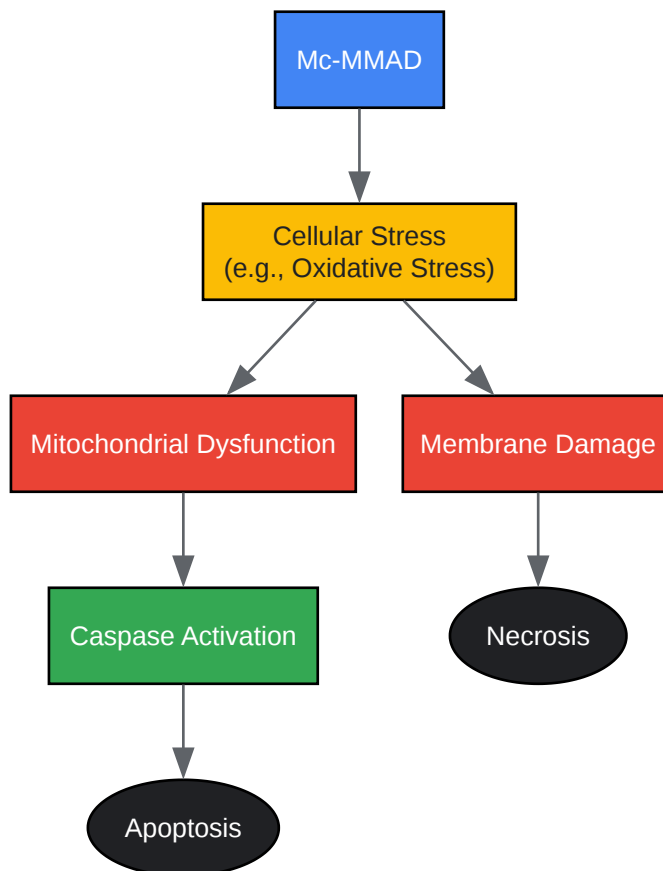 Mc-MMAD
Cellular Stress
(e.g., Oxidative Stress)
Mitochondrial Dysfunction
Membrane Damage
Caspase Activation
Necrosis
Apoptosis